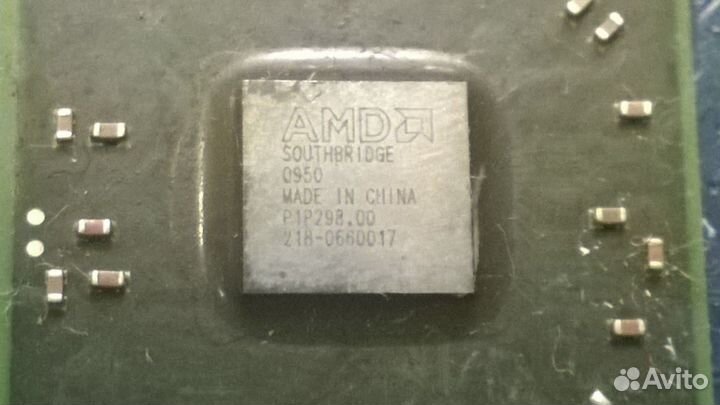 AMD
SOUTHBRIDGE
0950
MADE IN CHINA
P1P298.00
218-0660017
Avito